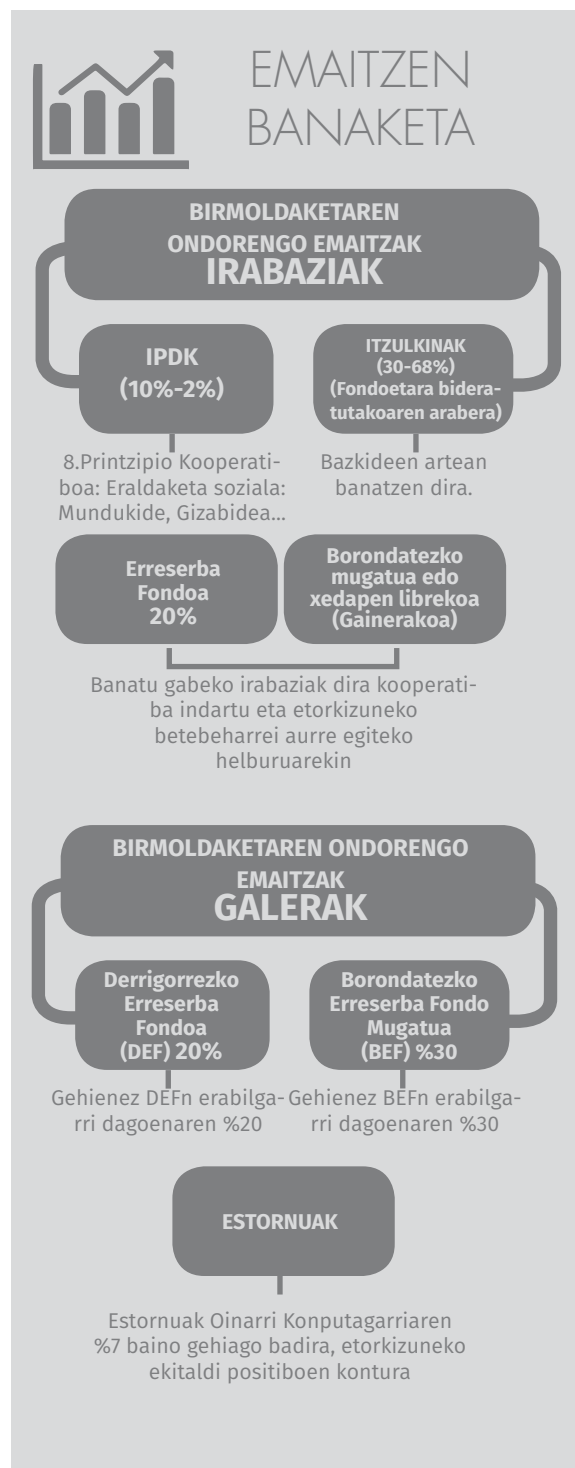 EMAITZEN
BANAKETA
BIRMOLDAKETAREN
ONDORENGO EMAITZAK
IRABAZIAK
IPDK
(10%-2%)
ITZULKINAK
(30-68%)
(Fondoetara bidera-
tutakoaren arabera)
8.Printzipio Kooperati-
boa: Eraldaketa soziala:
Mundukide, Gizabidea...
Bazkideen artean
banatzen dira.
Erreserba
Fondoa
20%
Borondatezko
mugatua edo
xedapen librekoa
(Gainerakoa)
Banatu gabeko irabaziak dira kooperati-
ba indartu eta etorkizuneko
betebeharrei aurre egiteko
helburuarekin
BIRMOLDAKETAREN ONDORENGO
EMAITZAK
GALERAK
Derrigorrezko
Erreserba
Fondoa
(DEF) 20%
Borondatezko
Erreserba Fondo
Mugatua
(BEF) %30
Gehienez DEFn erabilga-
rri dagoenaren %20
Gehienez BEFn erabilga-
rri dagoenaren %30
ESTORNUAK
Estornuak Oinarri Konputagarriaren
%7 baino gehiago badira, etorkizuneko
ekitaldi positiboen kontura